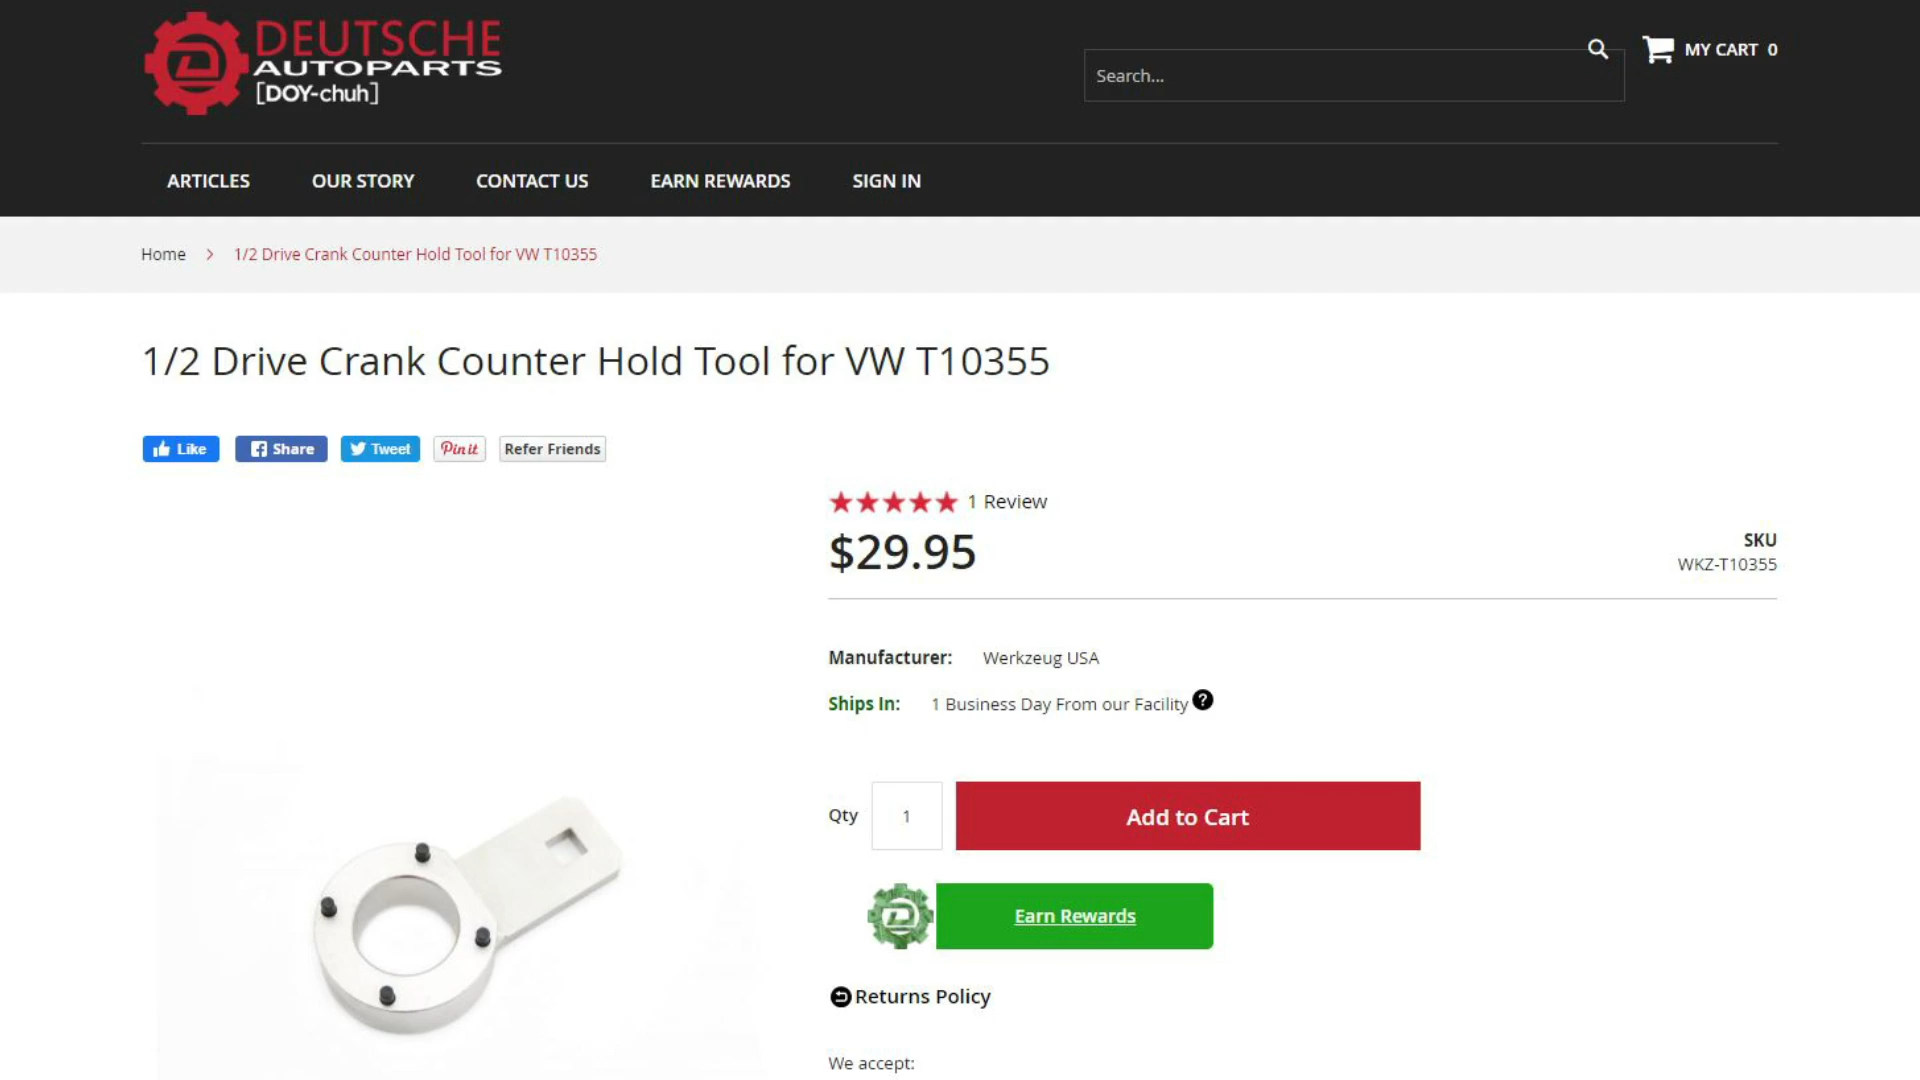 DEUTSCHE
AUTOPARTS
[DOY-chuh]
Search...
MY CART 0
ARTICLES OUR STORY CONTACT US EARN REWARDS SIGN IN
Home > 1/2 Drive Crank Counter Hold Tool for VW T10355
1/2 Drive Crank Counter Hold Tool for VW T10355
Like Share Tweet Pin it Refer Friends
1 Review
$29.95
SKU
WKZ-T10355
Manufacturer: Werkzeug USA
Ships In: 1 Business Day From our Facility ?
Qty 1 Add to Cart
Earn Rewards
Returns Policy
We accept: